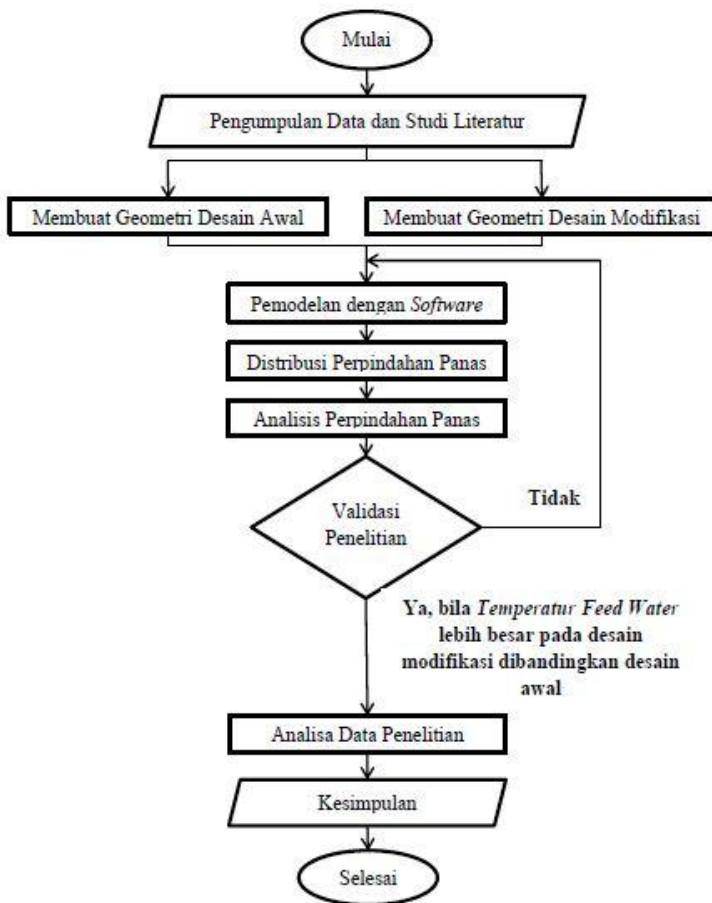 Mulai
Pengumpulan Data dan Studi Literatur
Membuat Geometri Desain Awal
Membuat Geometri Desain Modifikasi
Pemodelan dengan Software
Distribusi Perpindahan Panas
Analisis Perpindahan Panas
Validasi
Penelitian
Tidak
Ya, bila Temperatur Feed Water
lebih besar pada desain
modifikasi dibandingkan desain
awal
Analisa Data Penelitian
Kesimpulan
Selesai